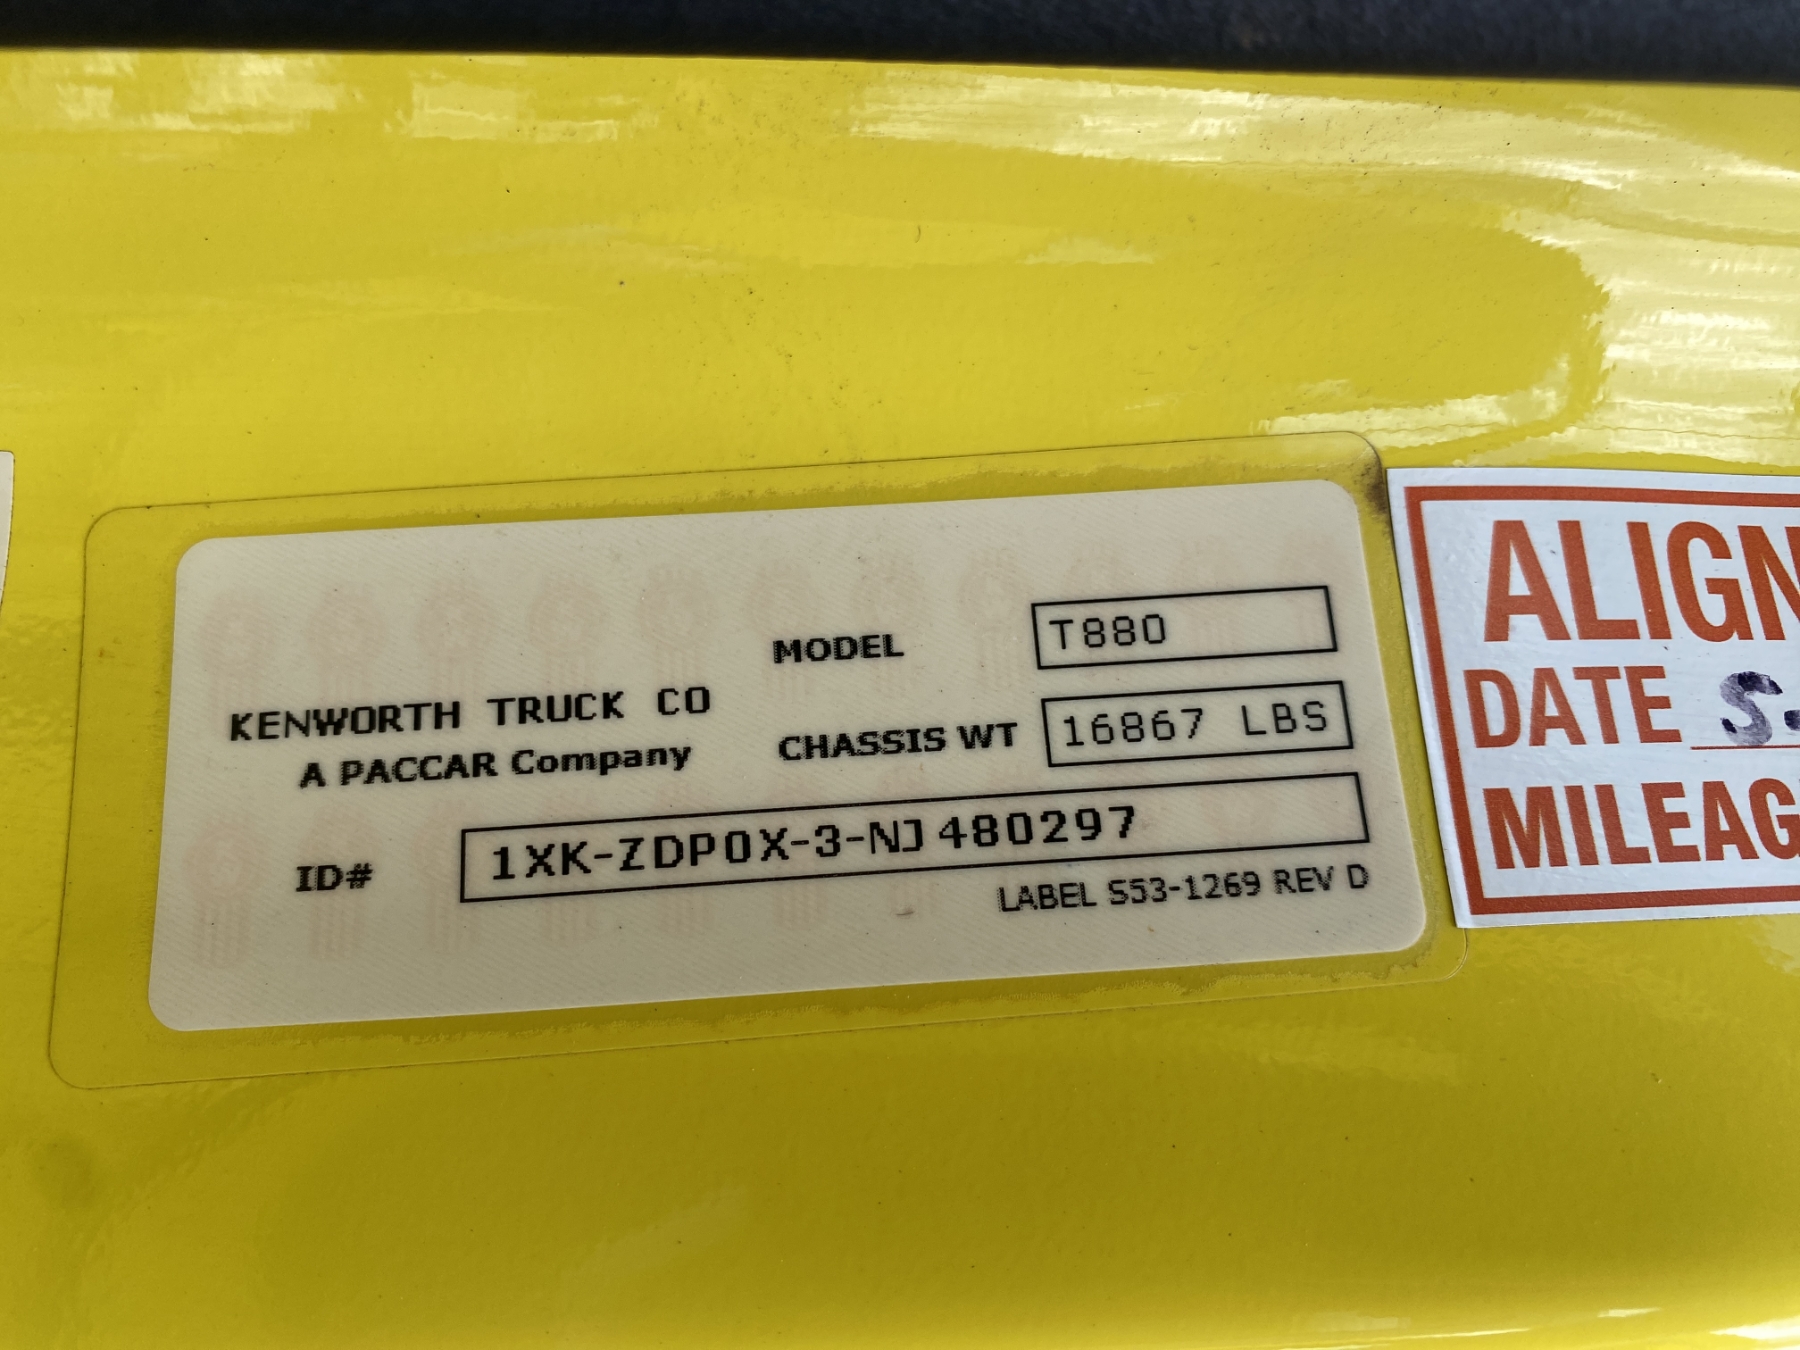 MODEL T880
KENWORTH TRUCK CO
A PACCAR Company
CHASSIS WT 16867 LBS
ID# 1XK-ZDP0X-3-NJ480297
LABEL S53-1269 REV D
ALIGN
DATE 5
MILEAG